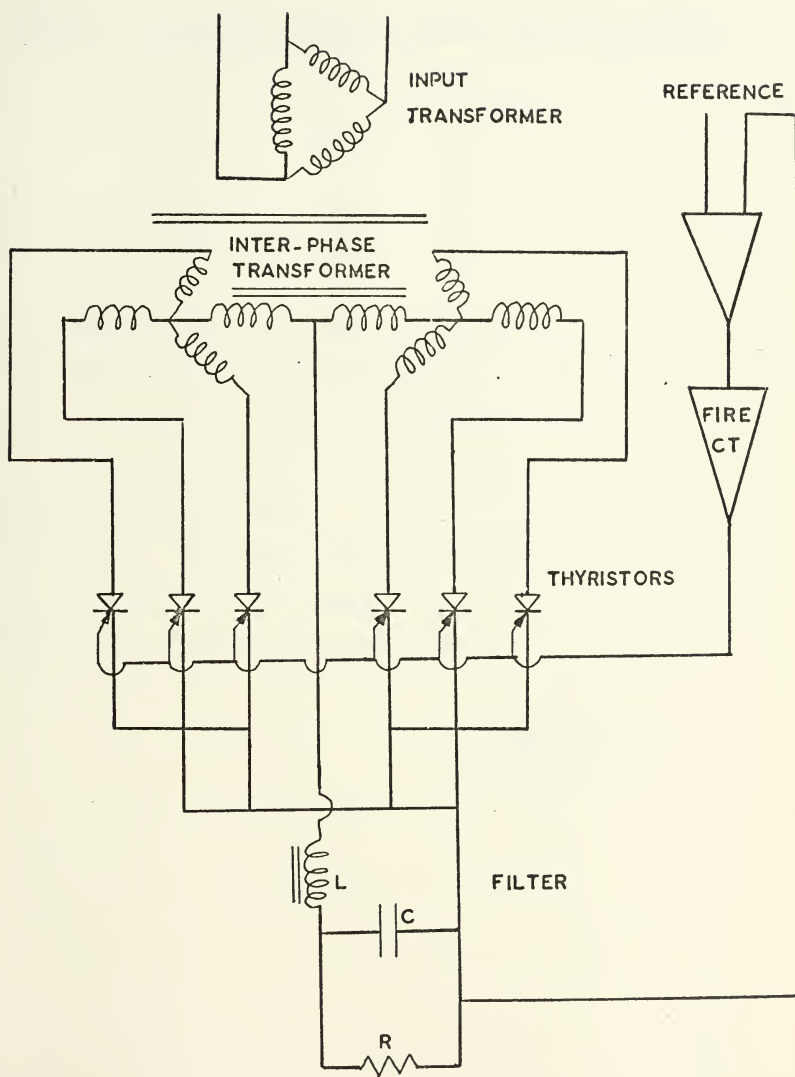 INPUT
TRANSFORMER
REFERENCE
INTER-PHASE
TRANSFORMER
FIRE
CT
THYRISTORS
L
FILTER
C
R